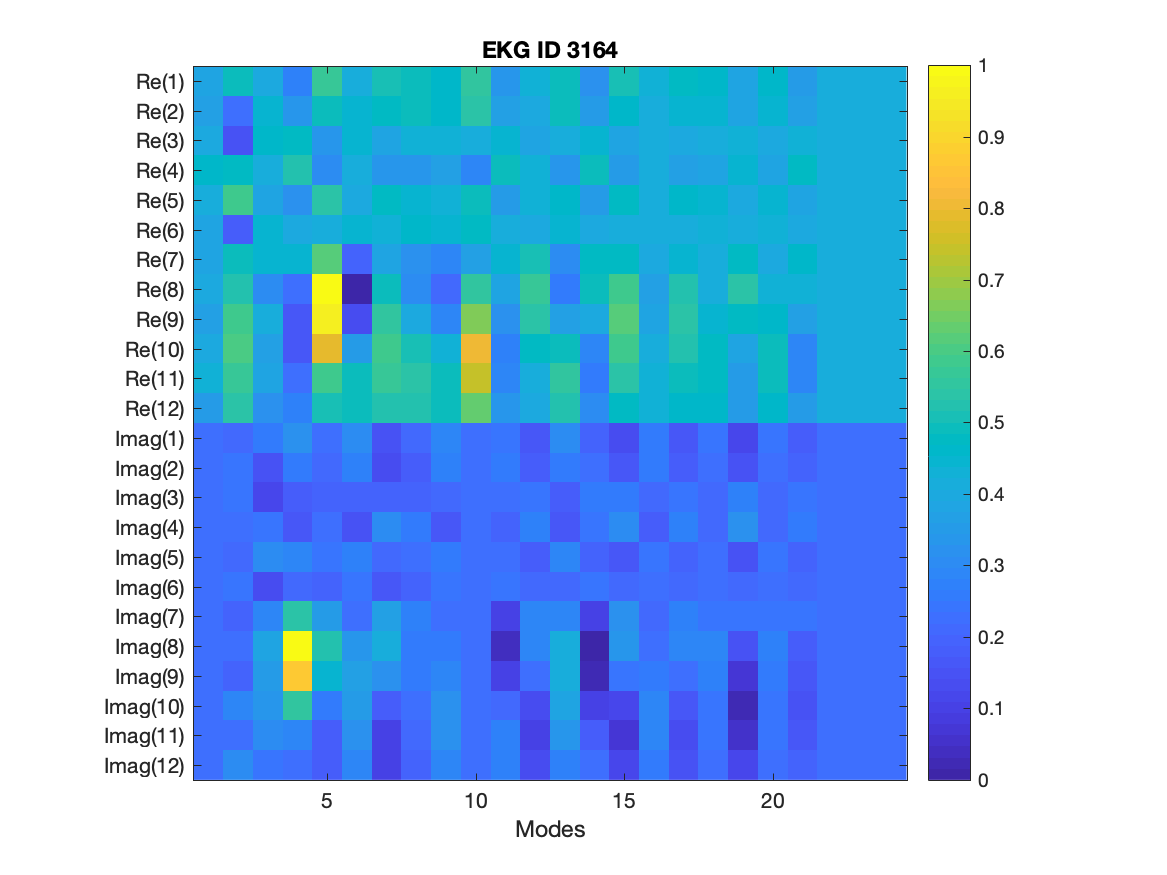 EKG ID 3164
Re(1)
Re(2)
Re(3)
Re(4)
Re(5)
Re(6)
Re(7)
Re(8)
Re(9)
Re(10)
Re(11)
Re(12)
Imag(1)
Imag(2)
Imag(3)
Imag(4)
Imag(5)
Imag(6)
Imag(7)
Imag(8)
Imag(9)
Imag(10)
Imag(11)
Imag(12)
5 10 15 20
Modes
1
0.9
0.8
0.7
0.6
0.5
0.4
0.3
0.2
0.1
0